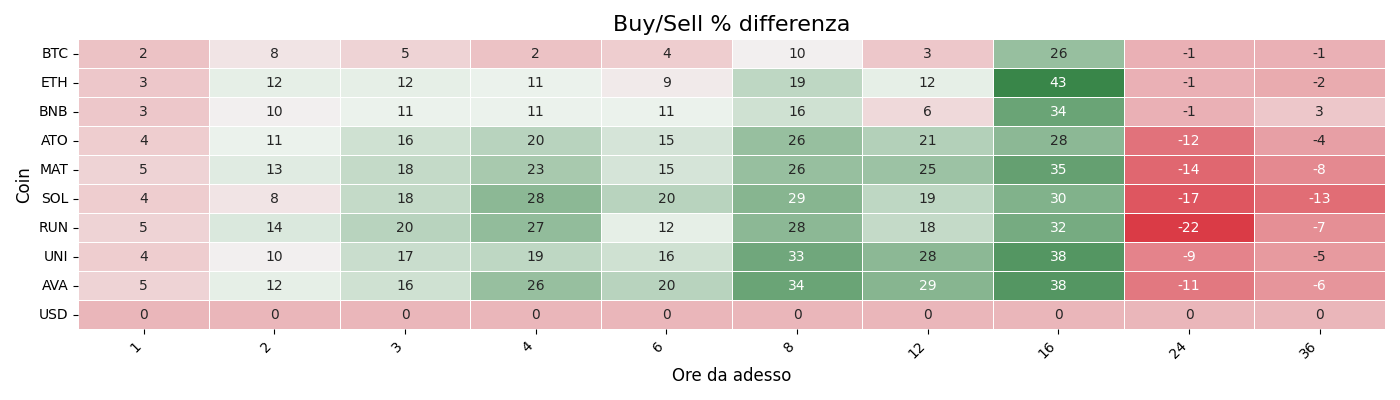 Buy/Sell % differenza
Coin
BTC 2 8 5 2 4 10 3 26 -1 -1
ETH 3 12 12 11 9 19 12 43 -1 -2
BNB 3 10 11 11 11 16 6 34 -1 3
ATO 4 11 16 20 15 26 21 28 -12 -4
MAT 5 13 18 23 15 26 25 35 -14 -8
SOL 4 8 18 28 20 29 19 30 -17 -13
RUN 5 14 20 27 12 28 18 32 -22 -7
UNI 4 10 17 19 16 33 28 38 -9 -5
AVA 5 12 16 26 20 34 29 38 -11 -6
USD 0 0 0 0 0 0 0 0 0 0
1 2 3 4 6 8 12 16 24 36
Ore da adesso